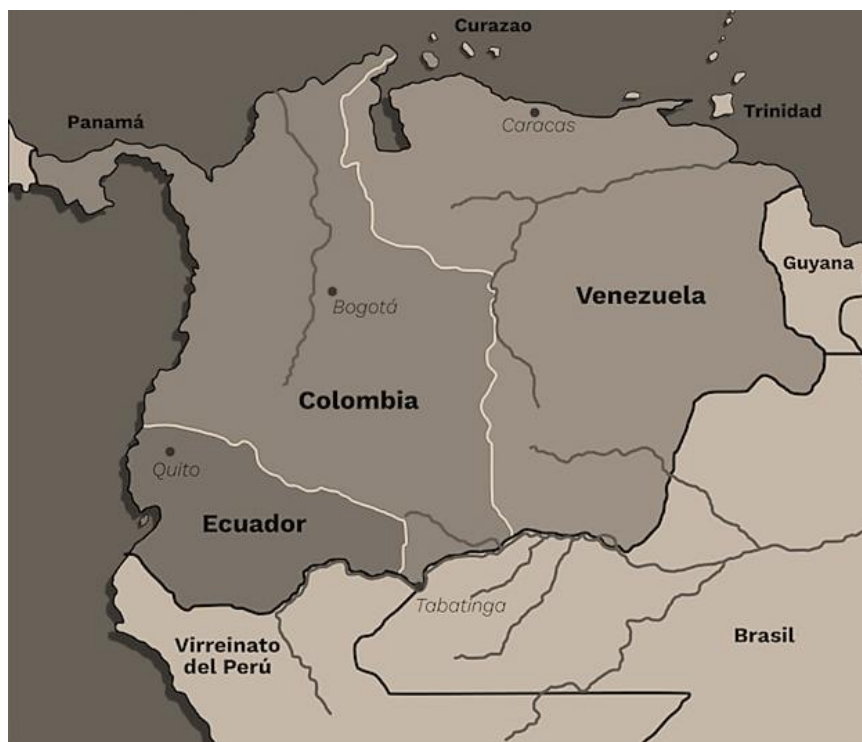 Curazao
Panamá
Trinidad
Caracas
Guyana
Venezuela
Bogotá
Colombia
Quito
Ecuador
Tabatinga
Virreinato
del Perú
Brasil